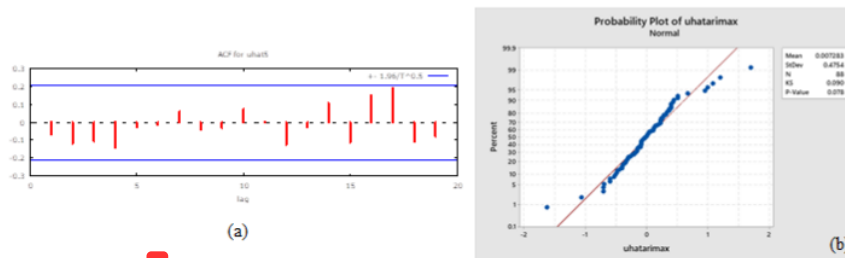 ACF for uhat5
+- 1.96/T^0.5
0.3
0.2
0.1
0
-0.1
-0.2
-0.3
0
5
10
15
20
lag
(a)
Probability Plot of uhatarimax
Normal
99.9
99
95
90
80
70
60
50
40
30
20
10
5
1
0.1
Percent
-2
-1
0
1
2
uhatarimax
Mean 0.007283
StDev 0.4754
N 88
KS 0.090
P-Value 0.078
(b)